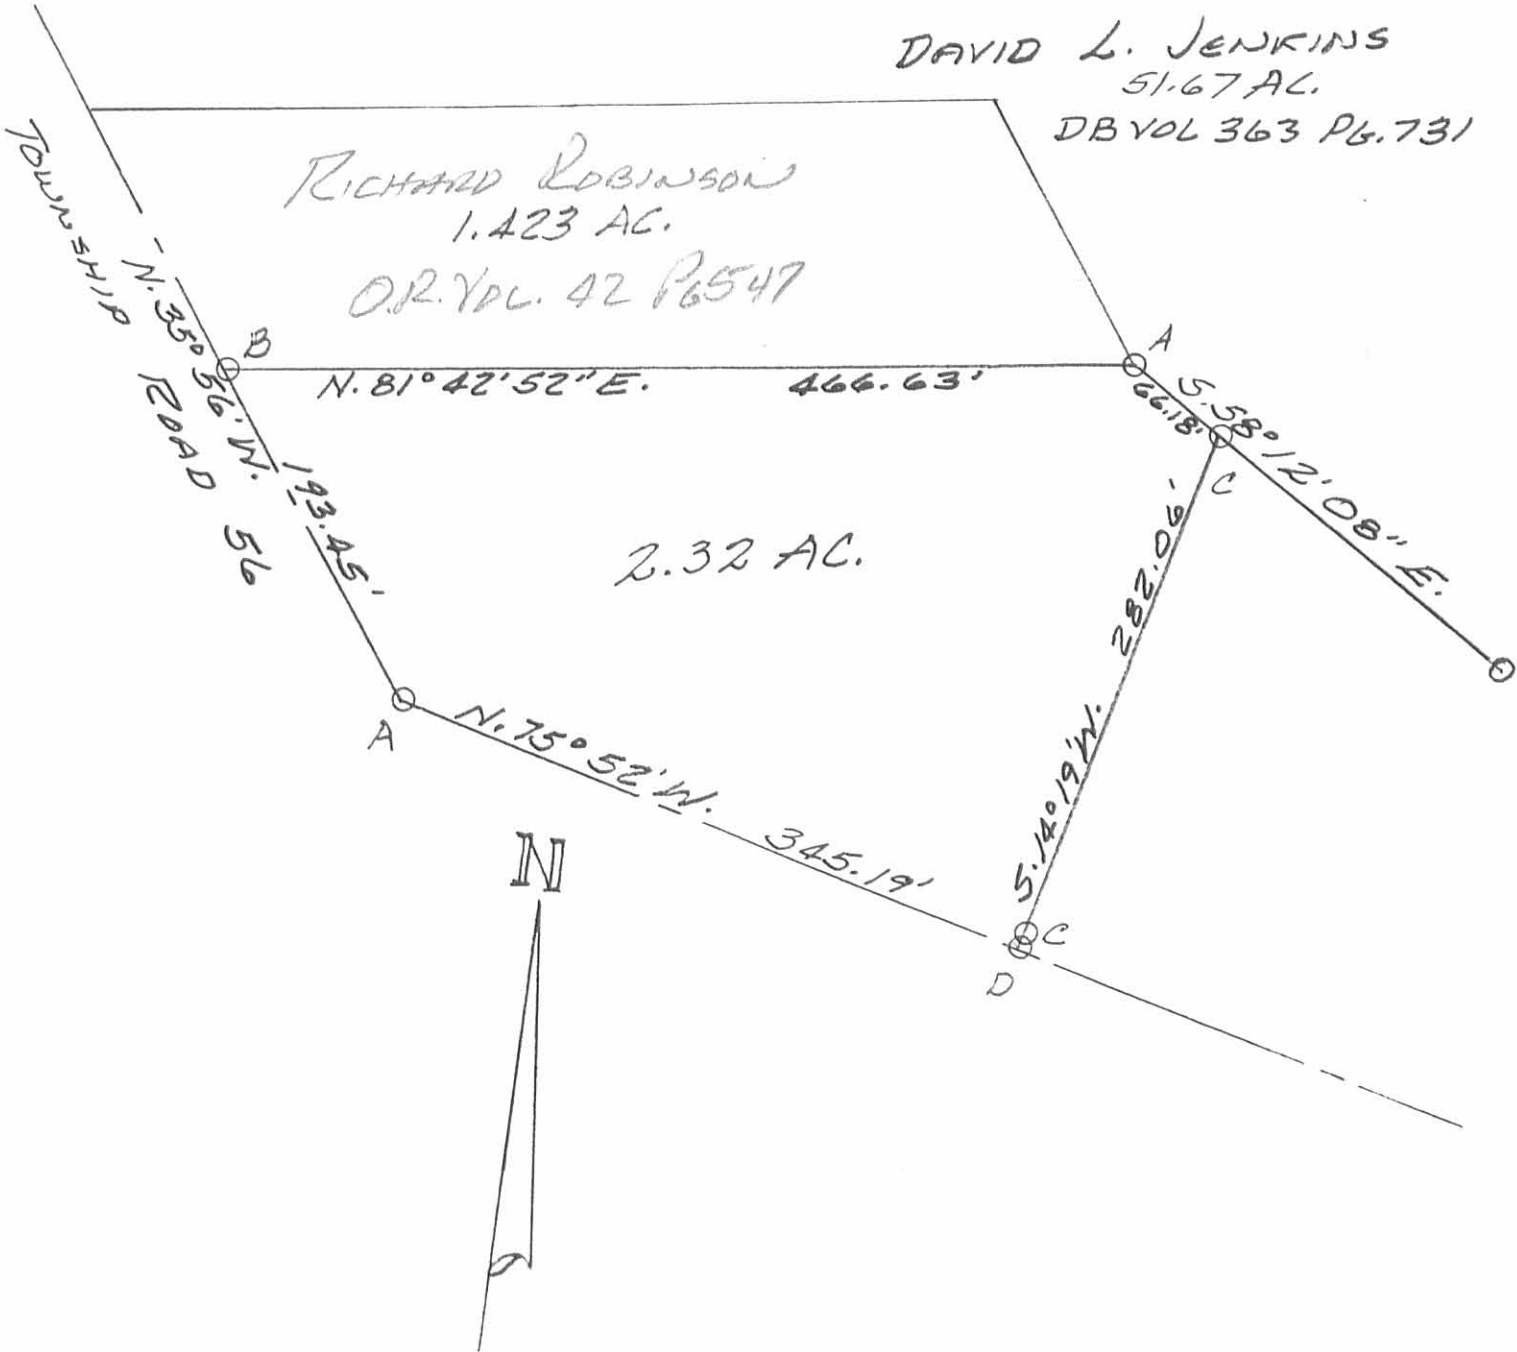 DAVID L. JENKINS
51.67 AC.
DB VOL 363 PG.731
RICHARD ROBINSON
1.423 AC.
O.R. VOL. 42 PG547
TOWNSHIP ROAD 56
N. 35° 56' W. 193.45'
B
A
N. 81° 42' 52" E. 466.63'
S. 58° 12' 08" E.
66.18'
C
2.32 AC.
282.06'
S. 14° 19' W.
A
N. 75° 52' W. 345.19'
N
C
D